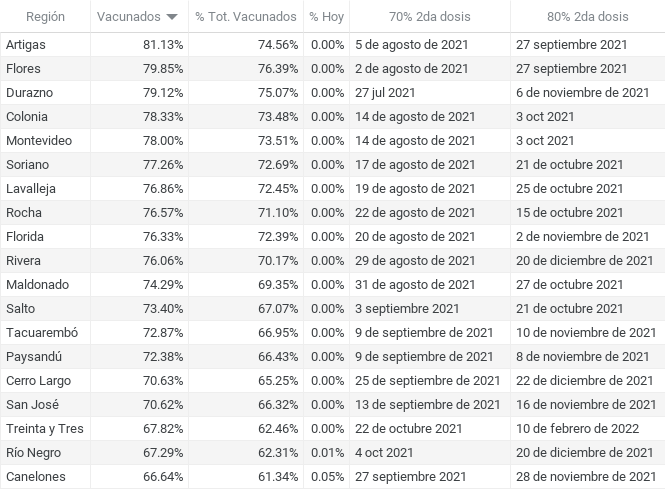 Región Vacunados % Tot. Vacunados % Hoy 70% 2da dosis 80% 2da dosis
Artigas 81.13% 74.56% 0.00% 5 de agosto de 2021 27 septiembre 2021
Flores 79.85% 76.39% 0.00% 2 de agosto de 2021 27 septiembre 2021
Durazno 79.12% 75.07% 0.00% 27 jul 2021 6 de noviembre de 2021
Colonia 78.33% 73.48% 0.00% 14 de agosto de 2021 3 oct 2021
Montevideo 78.00% 73.51% 0.00% 14 de agosto de 2021 3 oct 2021
Soriano 77.26% 72.69% 0.00% 17 de agosto de 2021 21 de octubre 2021
Lavalleja 76.86% 72.45% 0.00% 19 de agosto de 2021 25 de octubre 2021
Rocha 76.57% 71.10% 0.00% 22 de agosto de 2021 15 de octubre 2021
Florida 76.33% 72.39% 0.00% 20 de agosto de 2021 2 de noviembre de 2021
Rivera 76.06% 70.17% 0.00% 29 de agosto de 2021 20 de diciembre de 2021
Maldonado 74.29% 69.35% 0.00% 31 de agosto de 2021 27 de octubre 2021
Salto 73.40% 67.07% 0.00% 3 septiembre 2021 21 de octubre 2021
Tacuarembó 72.87% 66.95% 0.00% 9 de septiembre de 2021 10 de noviembre de 2021
Paysandú 72.38% 66.43% 0.00% 9 de septiembre de 2021 8 de noviembre de 2021
Cerro Largo 70.63% 65.25% 0.00% 25 de septiembre de 2021 22 de diciembre de 2021
San José 70.62% 66.32% 0.00% 13 de septiembre de 2021 16 de noviembre de 2021
Treinta y Tres 67.82% 62.46% 0.00% 22 de octubre de 2021 10 de febrero de 2022
Río Negro 67.29% 62.31% 0.01% 4 oct 2021 20 de diciembre de 2021
Canelones 66.64% 61.34% 0.05% 27 septiembre 2021 28 de noviembre de 2021